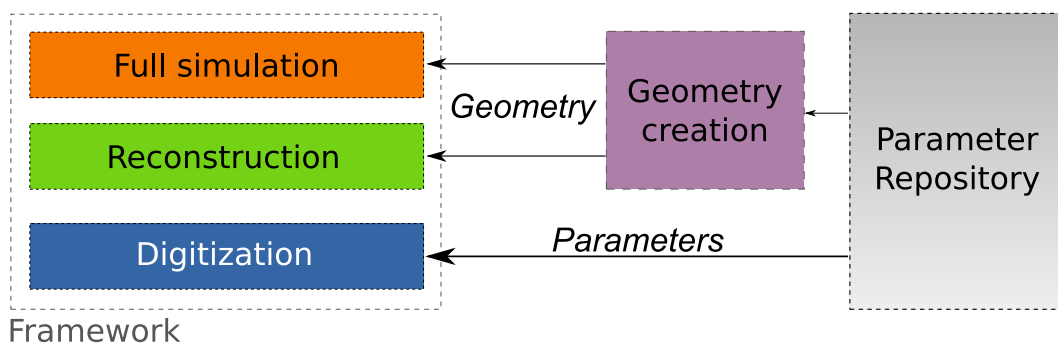 Full simulation
Reconstruction
Digitization
Framework
Geometry
Geometry
creation
Parameters
Parameter
Repository